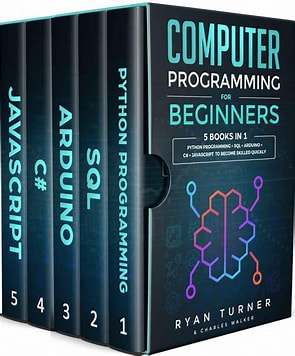 COMPUTER
PROGRAMMING
FOR
BEGINNERS
5 BOOKS IN 1
PYTHON PROGRAMMING + SQL + ARDUINO +
C# + JAVASCRIPT TO BECOME SKILLED QUICKLY
RYAN TURNER
& CHARLES WALKER
JAVASCRIPT
5
C#
4
ARDUINO
3
SQL
2
PYTHON PROGRAMMING
1